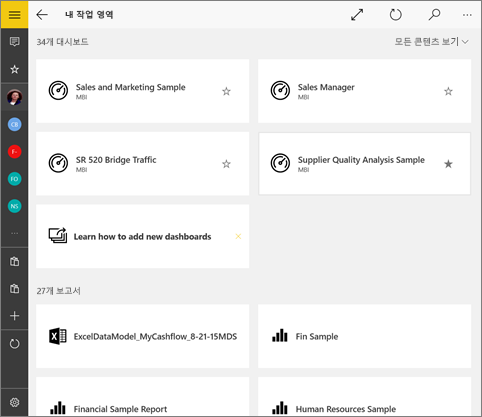 내 작업 영역
34개 대시보드
모든 콘텐츠 보기
Sales and Marketing Sample
MBI
Sales Manager
MBI
SR 520 Bridge Traffic
MBI
Supplier Quality Analysis Sample
MBI
Learn how to add new dashboards
27개 보고서
ExcelDataModel_MyCashflow_8-21-15MDS
Fin Sample
Financial Sample Report
Human Resources Sample
CB
F-
FO
NS